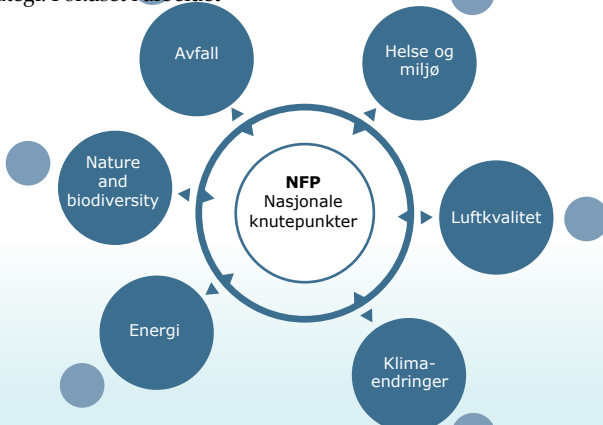 Avfall
Helse og
miljø
Nature
and
biodiversity
NFP
Nasjonale
knutepunkter
Luftkvalitet
Energi
Klima-
endringer